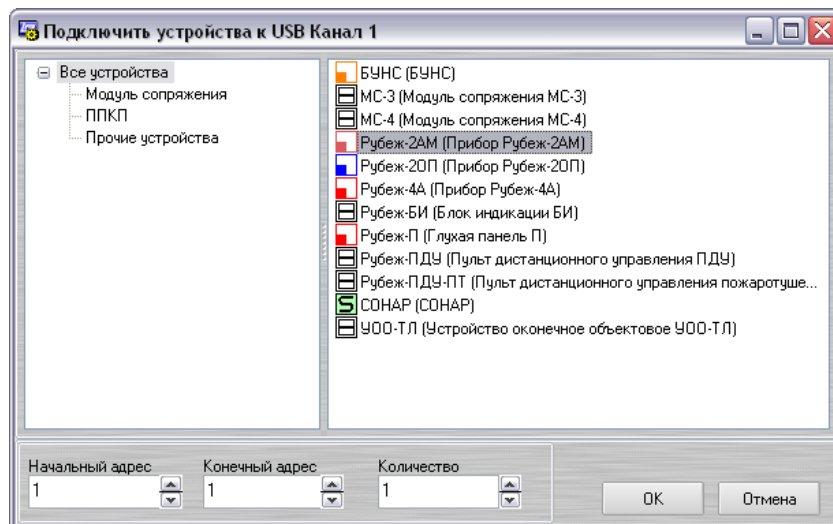 Подключить устройства к USB Канал 1
Все устройства
Модуль сопряжения
ППКП
Прочие устройства
БУНС (БУНС)
МС-3 (Модуль сопряжения МС-3)
МС-4 (Модуль сопряжения МС-4)
Рубеж-2АМ (Прибор Рубеж-2АМ)
Рубеж-2ОП (Прибор Рубеж-2ОП)
Рубеж-4А (Прибор Рубеж-4А)
Рубеж-БИ (Блок индикации БИ)
Рубеж-П (Глухая панель П)
Рубеж-ПДУ (Пульт дистанционного управления ПДУ)
Рубеж-ПДУ-ПТ (Пульт дистанционного управления пожаротуше...
S СОНАР (СОНАР)
УОО-ТЛ (Устройство оконечное объектовое УОО-ТЛ)
Начальный адрес
Конечный адрес
Количество
1
1
1
OK
Отмена